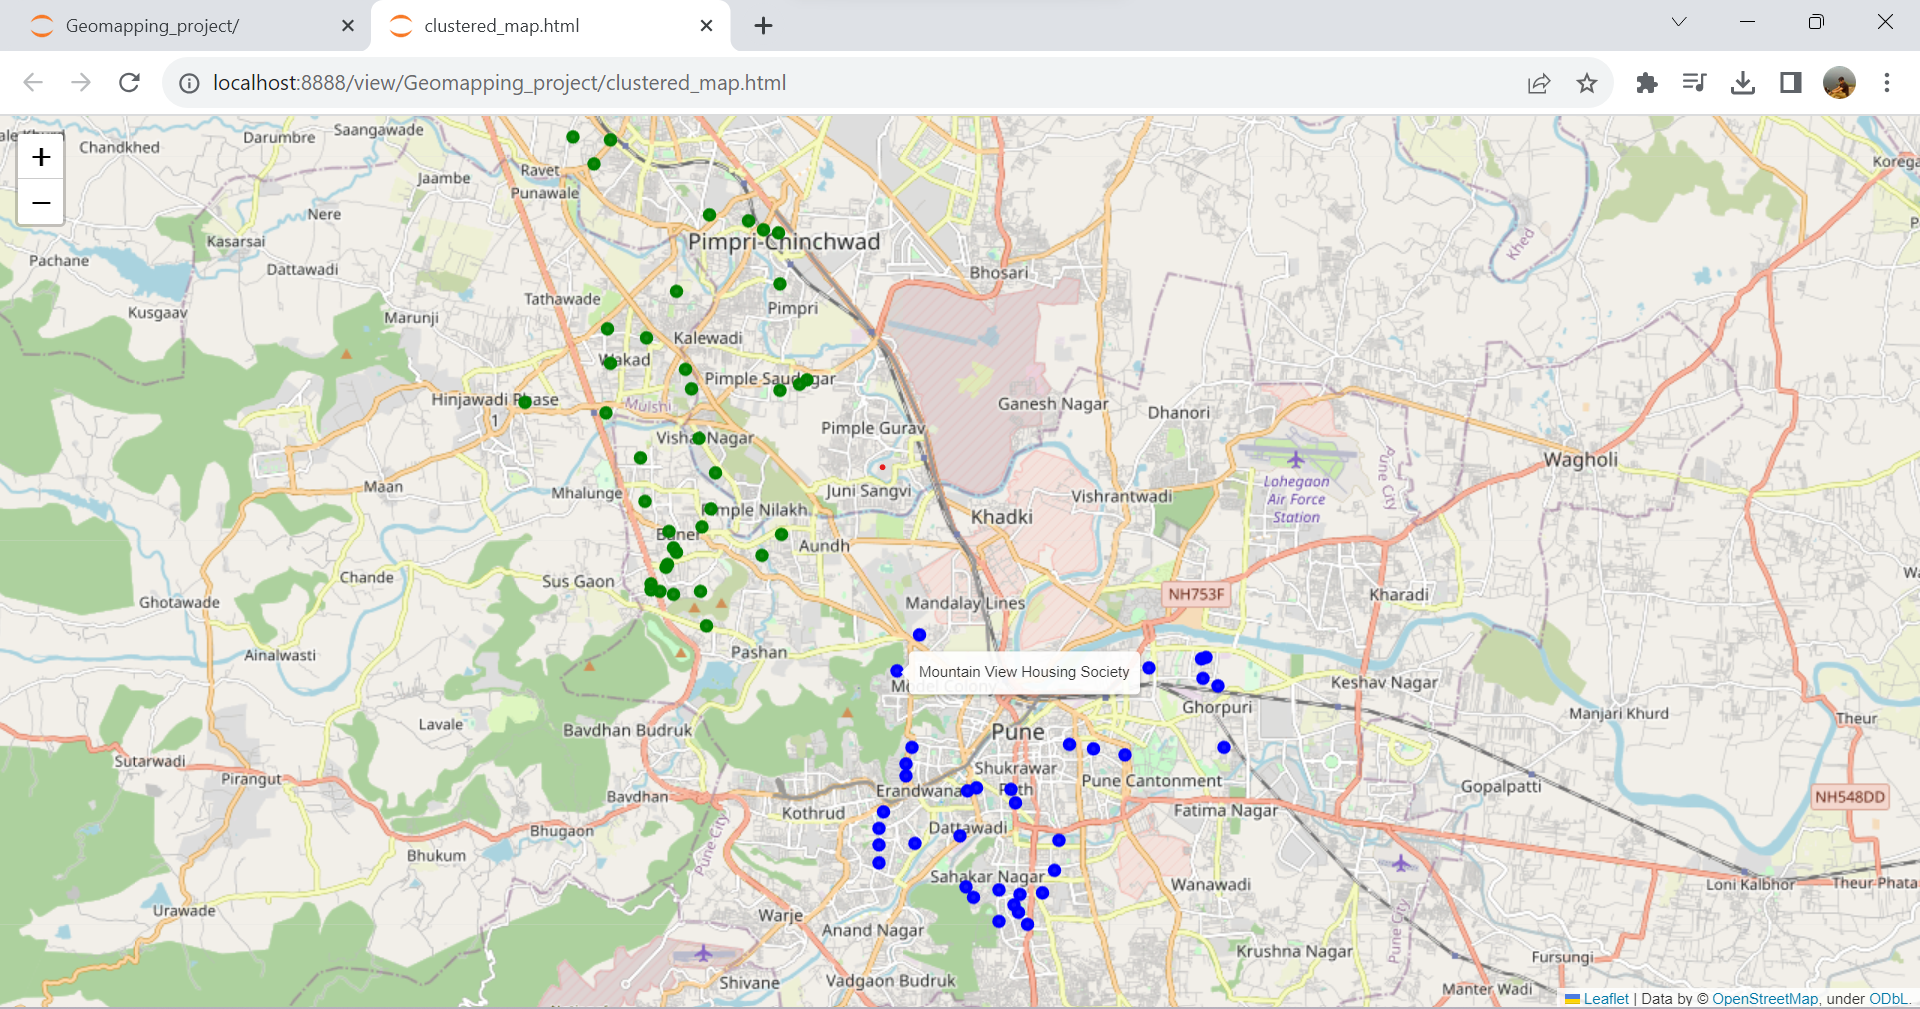 Geomapping_project/
clustered_map.html
localhost:8888/view/Geomapping_project/clustered_map.html
+
−
Chandkhed
Darumbre
Saangawade
Ravet
Jaambe
Punawale
Nere
Kasarsai
Pachane
Dattawadi
Kusgaav
Tathawade
Marunji
Pimpri-Chinchwad
Pimpri
Bhosari
Khed
Kalewadi
Wakad
Pimple Saudagar
Hinjawadi Phase
1
Mulshi
Ganesh Nagar
Dhanori
Pimple Gurav
Vishal Nagar
Wagholi
Pune City
Lohegaon
Air Force
Station
Maan
Mhalunge
Juni Sangvi
Vishrantwadi
Pimple Nilakh
Khadki
Baner
Aundh
Chande
Sus Gaon
Ghotawade
Mandalay Lines
NH753F
Kharadi
Ainalwasti
Pashan
Mountain View Housing Society
Model Colony
Keshav Nagar
Ghorpuri
Manjari Khurd
Theur
Lavale
Bavdhan Budruk
Pune
Sutarwadi
Pirangut
Shukrawar
Peth
Pune Cantonment
Erandwana
Gopalpatti
NH548DD
Bavdhan
Kothrud
Fatima Nagar
Bhugaon
Dattawadi
Pune City
Bhukum
Sahakar Nagar
Wanawadi
Loni Kalbhor
Theur Phata
Urawade
Warje
Anand Nagar
Pune City
Krushna Nagar
Fursungi
Shivane
Vadgaon Budruk
Manter Wadi
Leaflet | Data by © OpenStreetMap, under ODbL.